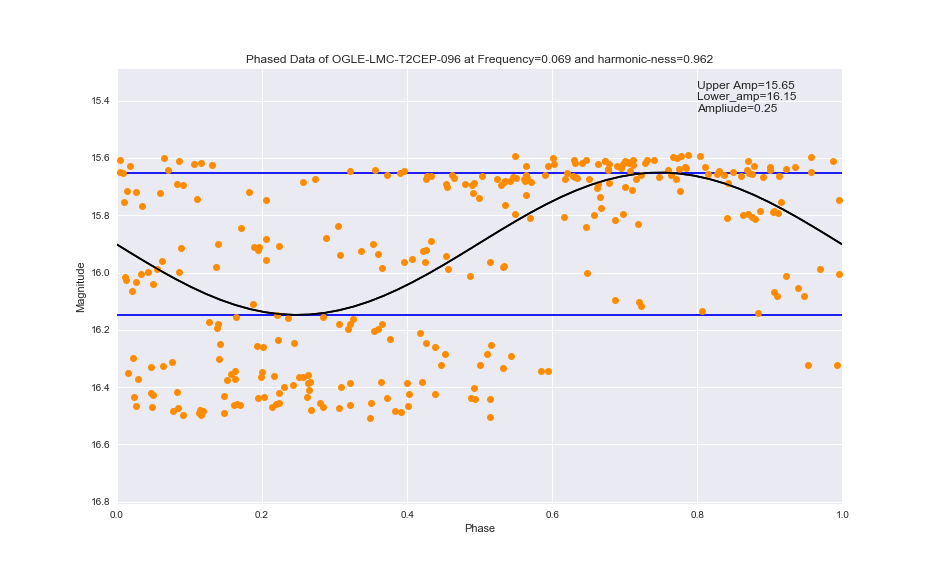 Phased Data of OGLE-LMC-T2CEP-096 at Frequency=0.069 and harmonic-ness=0.962
Upper Amp=15.65
Lower_amp=16.15
Ampliude=0.25
15.4
15.6
15.8
16.0
16.2
16.4
16.6
16.8
Magnitude
0.0 0.2 0.4 0.6 0.8 1.0
Phase